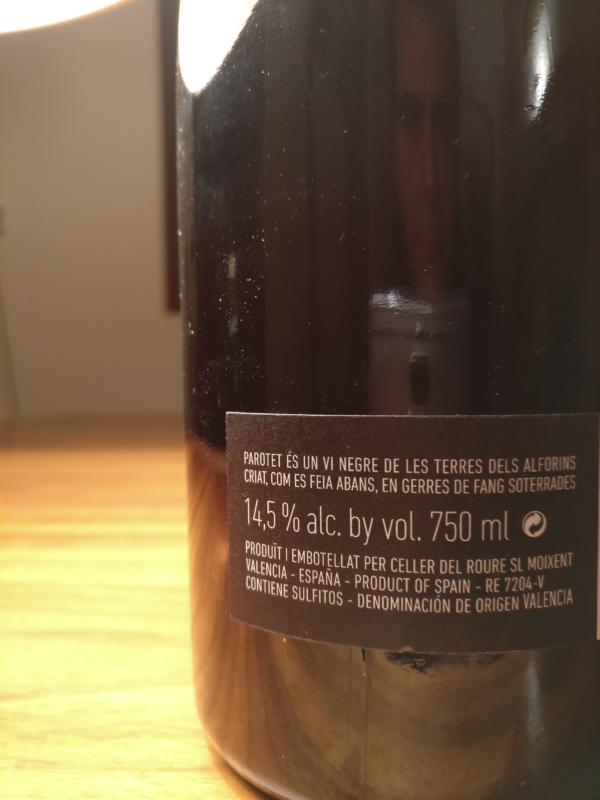 PAROTET ÉS UN VI NEGRE DE LES TERRES DELS ALFORINS
CRIAT, COM ES FEIA ABANS, EN GERRES DE FANG SOTERRADES
14,5 % alc. by vol. 750 ml
PRODUÏT I EMBOTELLAT PER CELLER DEL ROURE SL MOIXENT
VALENCIA - ESPAÑA - PRODUCT OF SPAIN - RE 7204-V
CONTIENE SULFITOS - DENOMINACIÓN DE ORIGEN VALENCIA